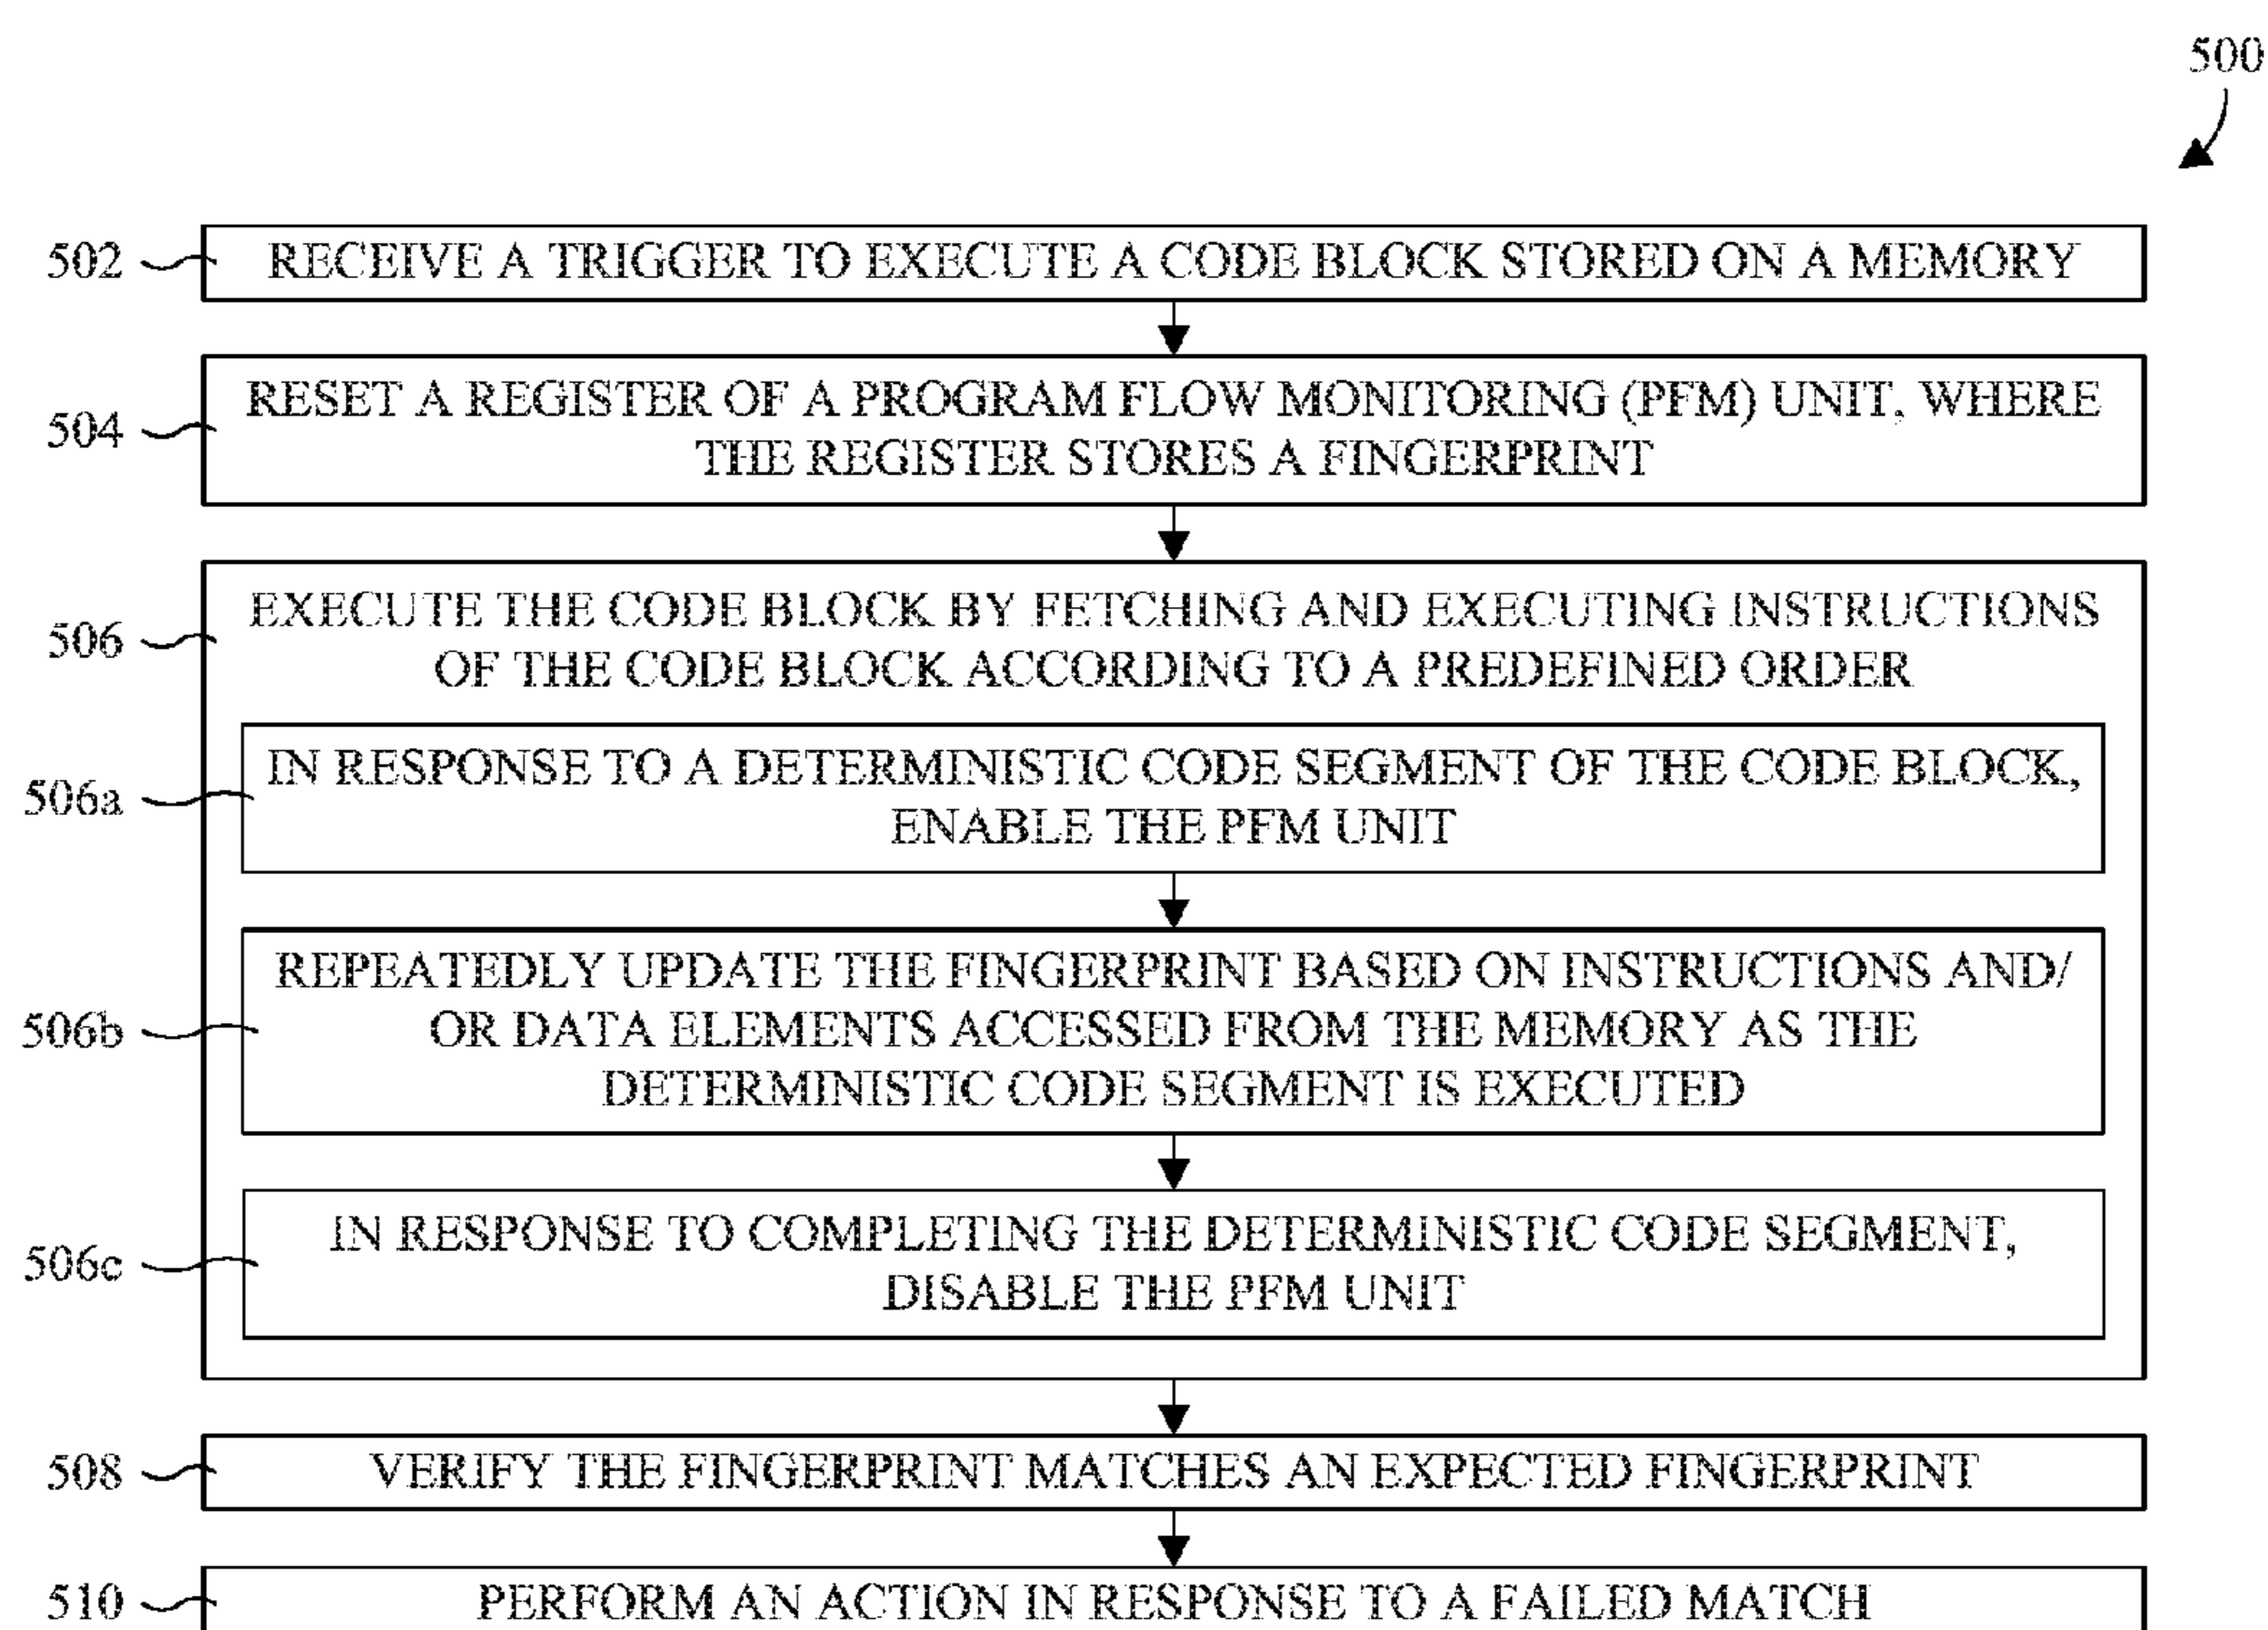 500
502 RECEIVE A TRIGGER TO EXECUTE A CODE BLOCK STORED ON A MEMORY
504 RESET A REGISTER OF A PROGRAM FLOW MONITORING (PFM) UNIT, WHERE
THE REGISTER STORES A FINGERPRINT
506 EXECUTE THE CODE BLOCK BY FETCHING AND EXECUTING INSTRUCTIONS
OF THE CODE BLOCK ACCORDING TO A PREDEFINED ORDER
506a IN RESPONSE TO A DETERMINISTIC CODE SEGMENT OF THE CODE BLOCK,
ENABLE THE PFM UNIT
506b REPEATEDLY UPDATE THE FINGERPRINT BASED ON INSTRUCTIONS AND/
OR DATA ELEMENTS ACCESSED FROM THE MEMORY AS THE
DETERMINISTIC CODE SEGMENT IS EXECUTED
506c IN RESPONSE TO COMPLETING THE DETERMINISTIC CODE SEGMENT,
DISABLE THE PFM UNIT
508 VERIFY THE FINGERPRINT MATCHES AN EXPECTED FINGERPRINT
510 PERFORM AN ACTION IN RESPONSE TO A FAILED MATCH